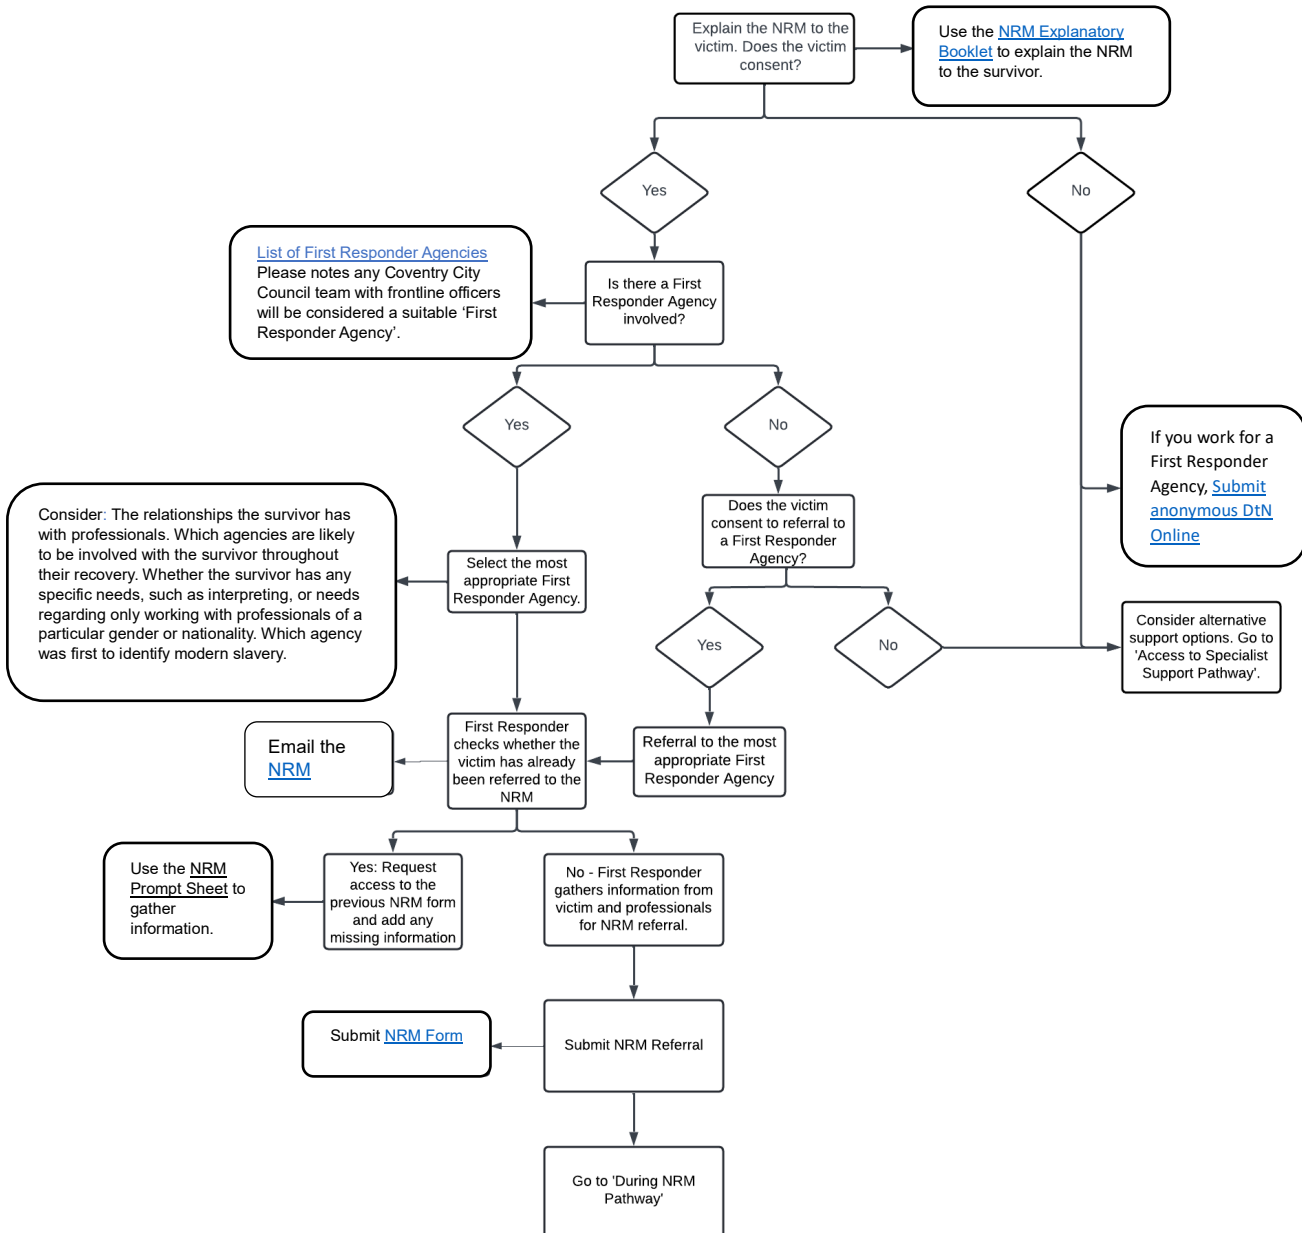 Explain the NRM to the
victim. Does the victim
consent?
Use the NRM Explanatory
Booklet to explain the NRM
to the survivor.
Yes
No
List of First Responder Agencies
Please notes any Coventry City
Council team with frontline officers
will be considered a suitable ‘First
Responder Agency’.
Is there a First
Responder Agency
involved?
Yes
No
If you work for a
First Responder
Agency, Submit
anonymous DtN
Online
Consider: The relationships the survivor has
with professionals. Which agencies are likely
to be involved with the survivor throughout
their recovery. Whether the survivor has any
specific needs, such as interpreting, or needs
regarding only working with professionals of a
particular gender or nationality. Which agency
was first to identify modern slavery.
Select the most
appropriate First
Responder Agency.
Does the victim
consent to referral to
a First Responder
Agency?
Yes
No
Consider alternative
support options. Go to
'Access to Specialist
Support Pathway'.
Email the
NRM
First Responder
checks whether the
victim has already
been referred to the
NRM
Referral to the most
appropriate First
Responder Agency
Use the NRM
Prompt Sheet to
gather
information.
Yes: Request
access to the
previous NRM form
and add any
missing information
No - First Responder
gathers information from
victim and professionals
for NRM referral.
Submit NRM Form
Submit NRM Referral
Go to 'During NRM
Pathway'